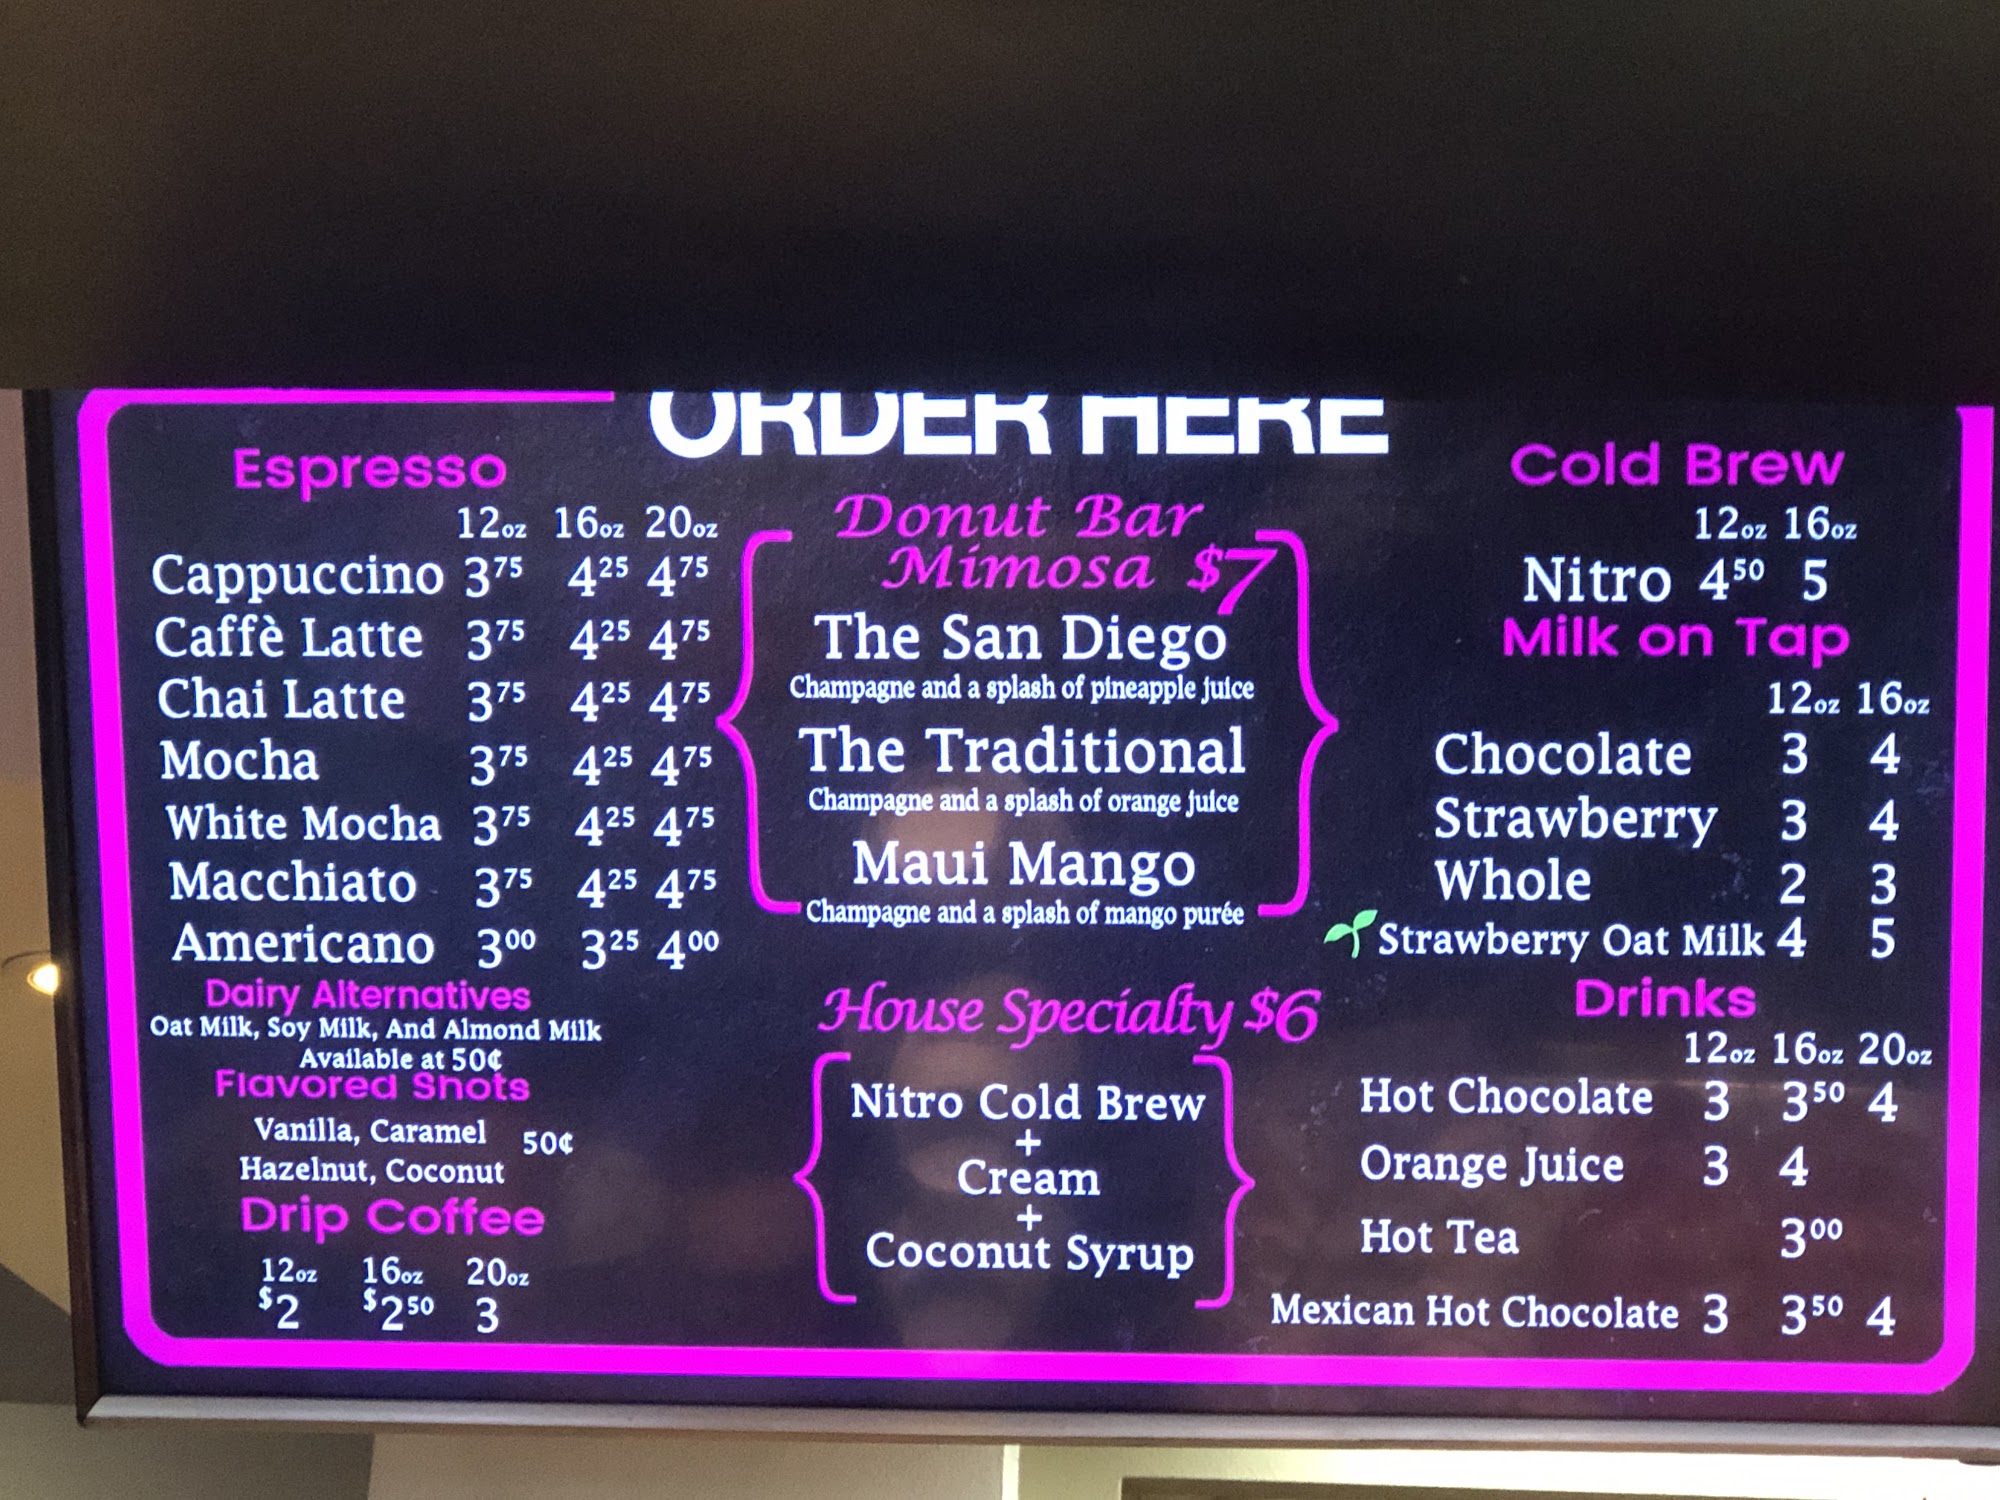 ORDER HERE
Espresso
12oz 16oz 20oz
Cappuccino 3⁷⁵ 4²⁵ 4⁷⁵
Caffè Latte 3⁷⁵ 4²⁵ 4⁷⁵
Chai Latte 3⁷⁵ 4²⁵ 4⁷⁵
Mocha 3⁷⁵ 4²⁵ 4⁷⁵
White Mocha 3⁷⁵ 4²⁵ 4⁷⁵
Macchiato 3⁷⁵ 4²⁵ 4⁷⁵
Americano 3⁰⁰ 3²⁵ 4⁰⁰
Dairy Alternatives
Oat Milk, Soy Milk, And Almond Milk
Available at 50¢
Flavored Shots
Vanilla, Caramel 50¢
Hazelnut, Coconut
Drip Coffee
12oz 16oz 20oz
$2 $2⁵⁰ 3
Donut Bar
Mimosa $7
The San Diego
Champagne and a splash of pineapple juice
The Traditional
Champagne and a splash of orange juice
Maui Mango
Champagne and a splash of mango purée
House Specialty $6
Nitro Cold Brew
+
Cream
+
Coconut Syrup
Cold Brew
12oz 16oz
Nitro 4⁵⁰ 5
Milk on Tap
12oz 16oz
Chocolate 3 4
Strawberry 3 4
Whole 2 3
Strawberry Oat Milk 4 5
Drinks
12oz 16oz 20oz
Hot Chocolate 3 3⁵⁰ 4
Orange Juice 3 4
Hot Tea 3⁰⁰
Mexican Hot Chocolate 3 3⁵⁰ 4